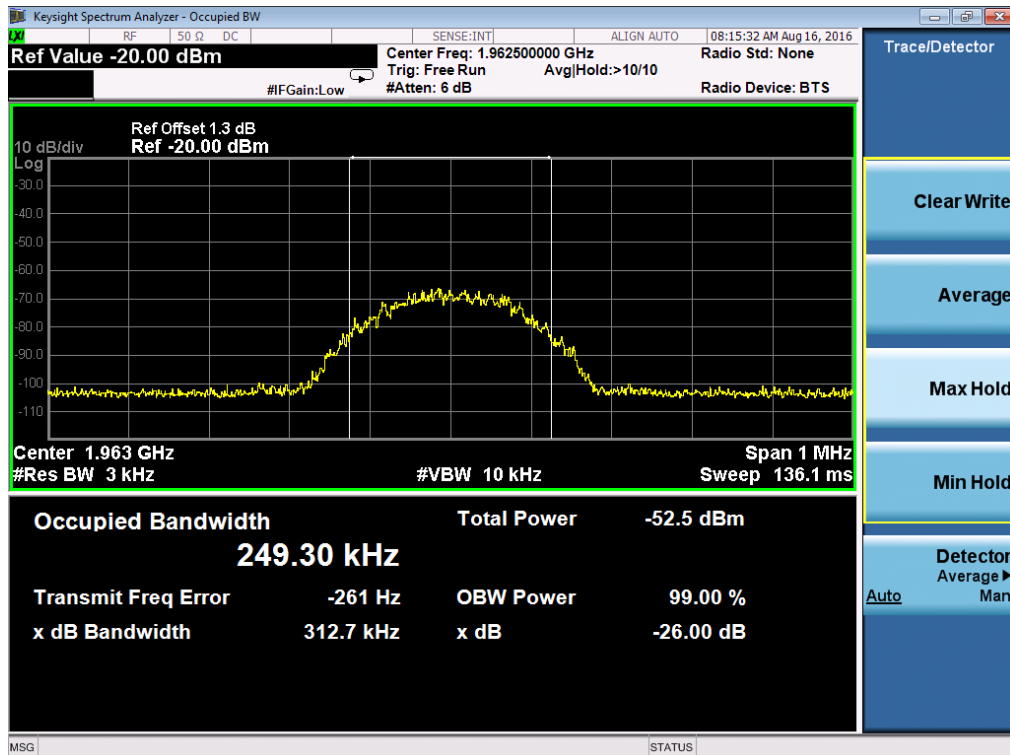 Keysight Spectrum Analyzer - Occupied BW
LXI RF 50 Ω DC SENSE:INT ALIGN AUTO 08:15:32 AM Aug 16, 2016
Ref Value -20.00 dBm
Center Freq: 1.962500000 GHz Radio Std: None
Trig: Free Run Avg|Hold:>10/10
#IFGain:Low #Atten: 6 dB Radio Device: BTS
Trace/Detector
Ref Offset 1.3 dB
10 dB/div Ref -20.00 dBm
Log
-30.0
-40.0
-50.0
-60.0
-70.0
-80.0
-90.0
-100
-110
Center 1.963 GHz Span 1 MHz
#Res BW 3 kHz #VBW 10 kHz Sweep 136.1 ms
Occupied Bandwidth Total Power -52.5 dBm
249.30 kHz
Transmit Freq Error -261 Hz OBW Power 99.00 %
x dB Bandwidth 312.7 kHz x dB -26.00 dB
Clear Write
Average
Max Hold
Min Hold
Detector
Average
Auto Man
MSG STATUS